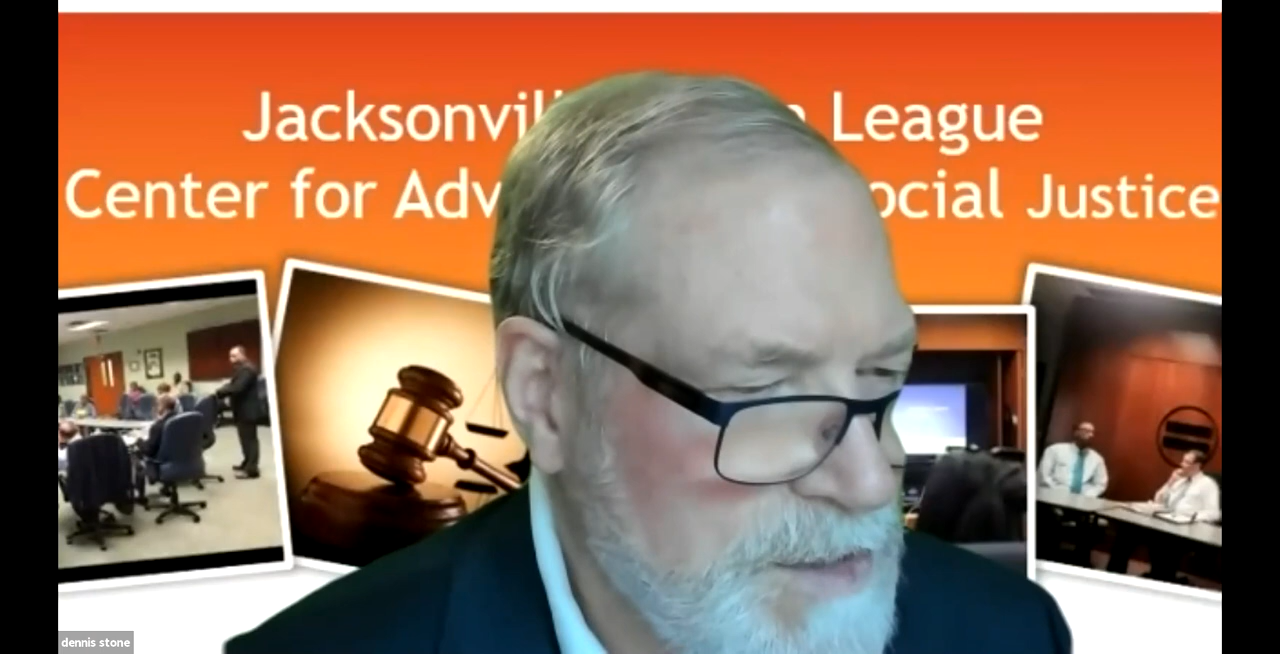 Jacksonvil League
Center for Adv ocial Justice
dennis stone